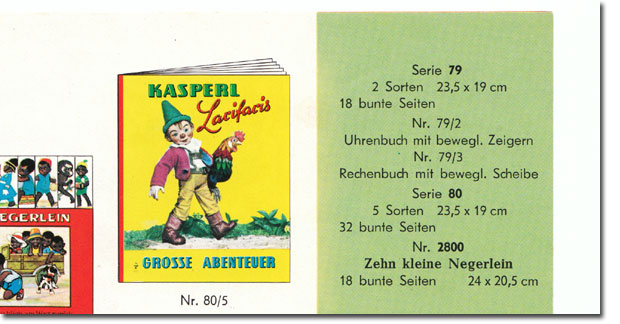 KASPERL
Larifaris
GROSSE ABENTEUER
Nr. 80/5
EGERLEIN
Serie 79
2 Sorten 23,5 x 19 cm
18 bunte Seiten
Nr. 79/2
Uhrenbuch mit bewegl. Zeigern
Nr. 79/3
Rechenbuch mit bewegl. Scheibe
Serie 80
5 Sorten 23,5 x 19 cm
32 bunte Seiten
Nr. 2800
Zehn kleine Negerlein
18 bunte Seiten 24 x 20,5 cm